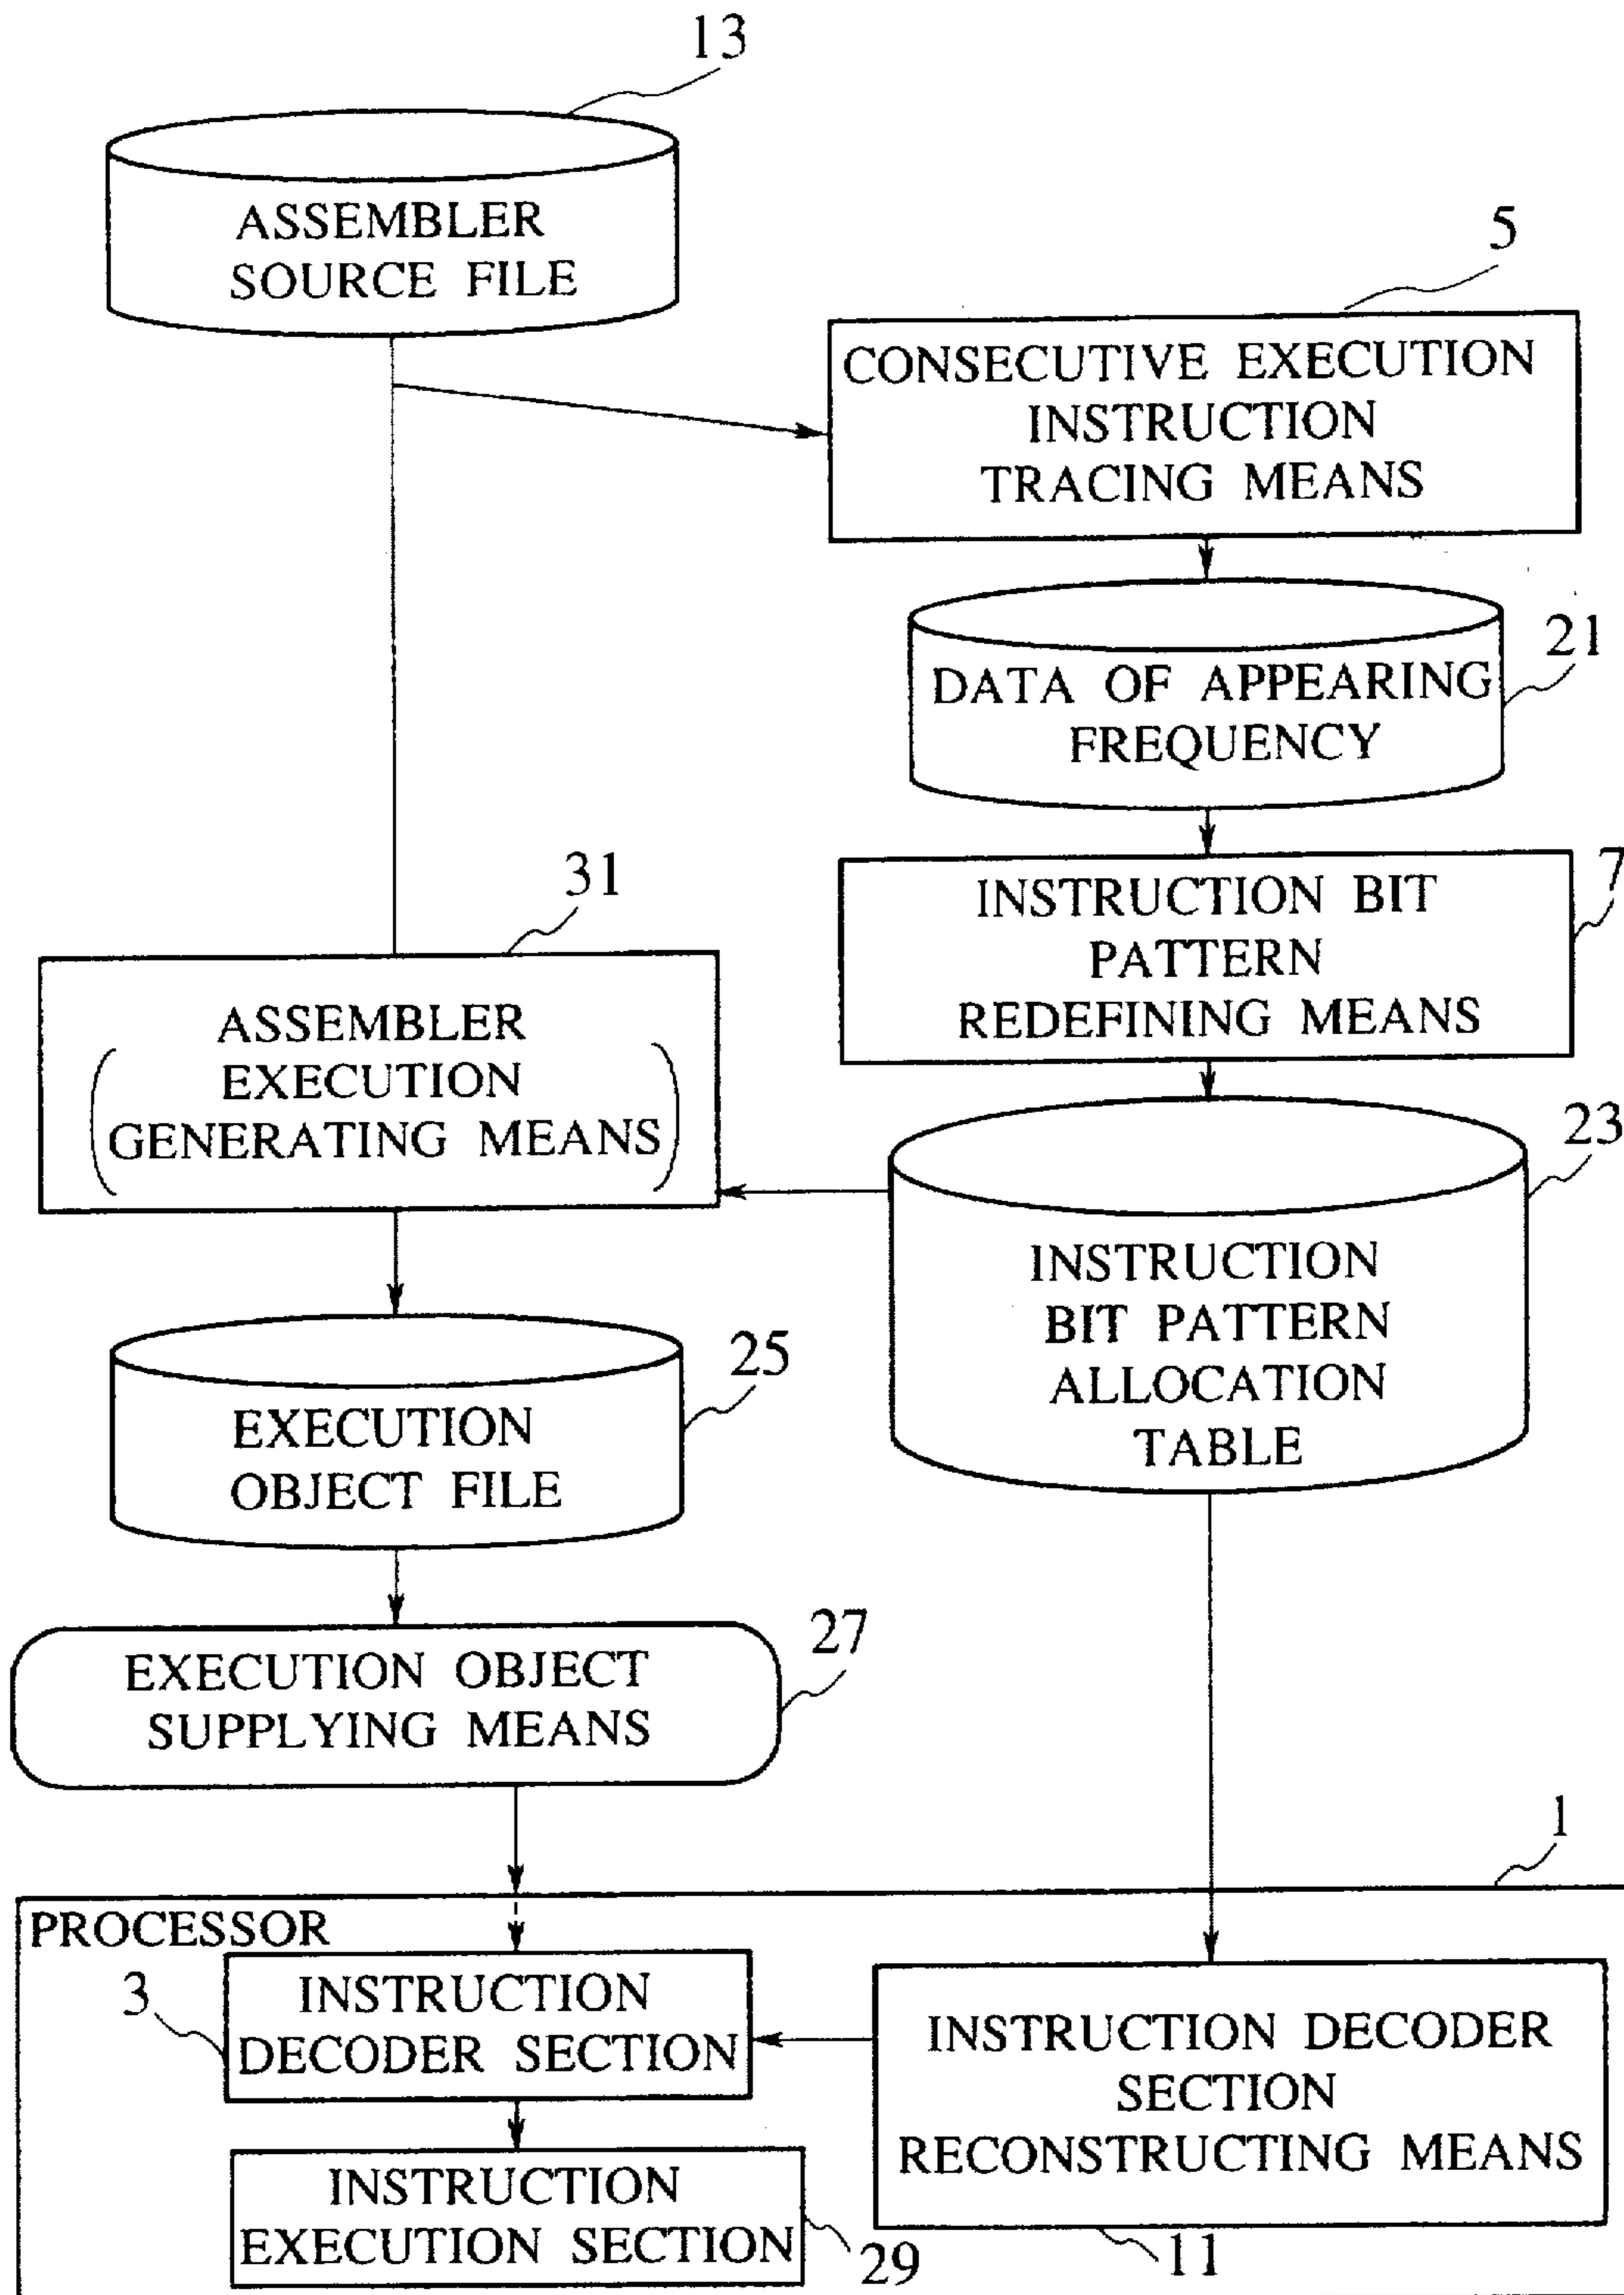 13
ASSEMBLER
SOURCE FILE
5
CONSECUTIVE EXECUTION
INSTRUCTION
TRACING MEANS
21
DATA OF APPEARING
FREQUENCY
7
INSTRUCTION BIT
PATTERN
REDEFINING MEANS
31
ASSEMBLER
(EXECUTION
GENERATING MEANS)
23
INSTRUCTION
BIT PATTERN
ALLOCATION
TABLE
25
EXECUTION
OBJECT FILE
27
EXECUTION OBJECT
SUPPLYING MEANS
1
PROCESSOR
3
INSTRUCTION
DECODER SECTION
INSTRUCTION DECODER
SECTION
RECONSTRUCTING MEANS
11
INSTRUCTION
EXECUTION SECTION
29